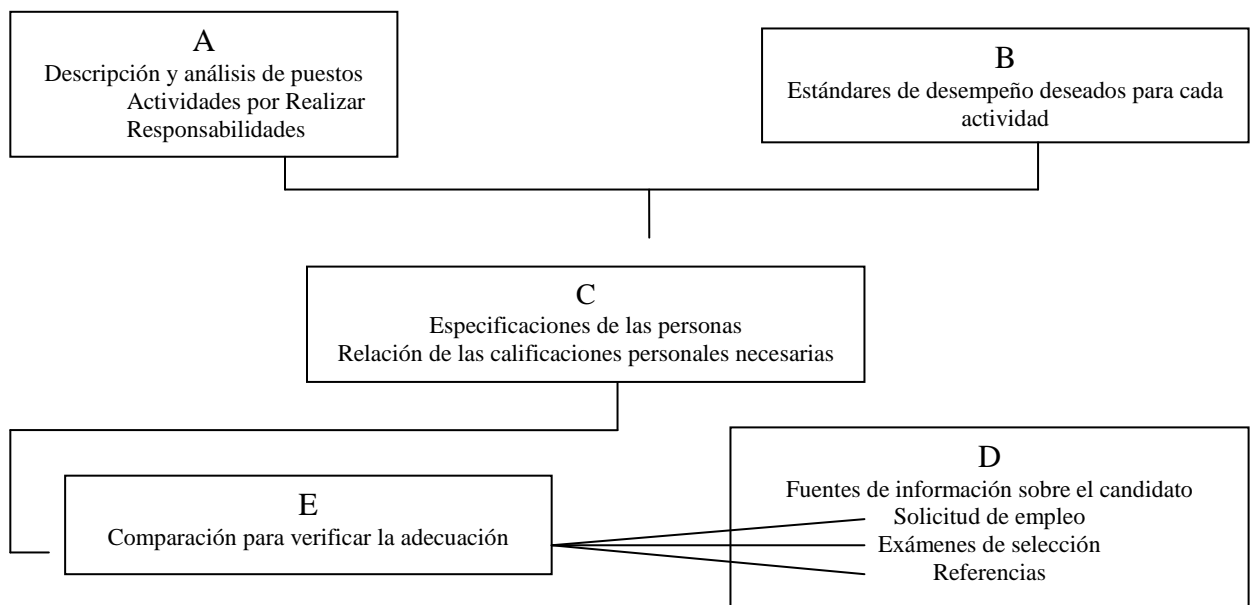 A
Descripción y análisis de puestos
Actividades por Realizar
Responsabilidades
B
Estándares de desempeño deseados para cada
actividad
C
Especificaciones de las personas
Relación de las calificaciones personales necesarias
D
Fuentes de información sobre el candidato
Solicitud de empleo
Exámenes de selección
Referencias
E
Comparación para verificar la adecuación